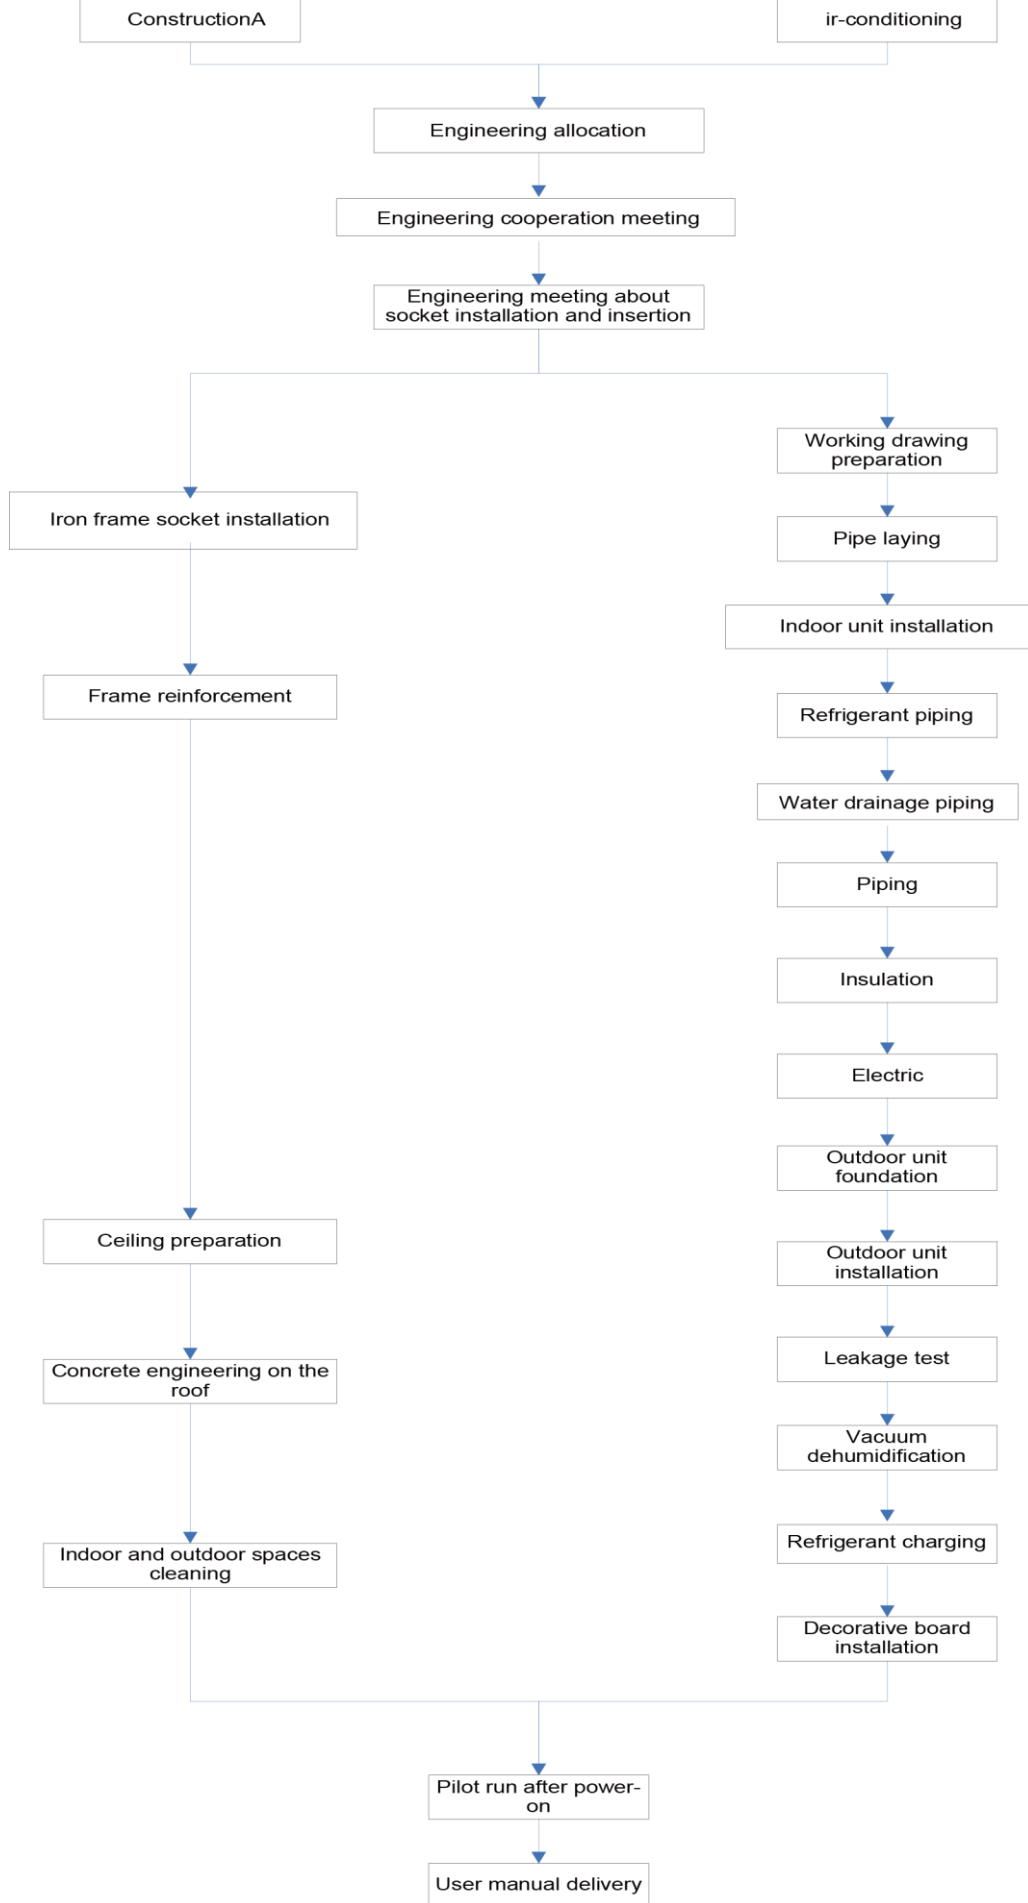 ConstructionA
ir-conditioning
Engineering allocation
Engineering cooperation meeting
Engineering meeting about
socket installation and insertion
Working drawing
preparation
Iron frame socket installation
Pipe laying
Indoor unit installation
Frame reinforcement
Refrigerant piping
Water drainage piping
Piping
Insulation
Electric
Outdoor unit
foundation
Ceiling preparation
Outdoor unit
installation
Leakage test
Concrete engineering on the
roof
Vacuum
dehumidification
Refrigerant charging
Indoor and outdoor spaces
cleaning
Decorative board
installation
Pilot run after power-
on
User manual delivery